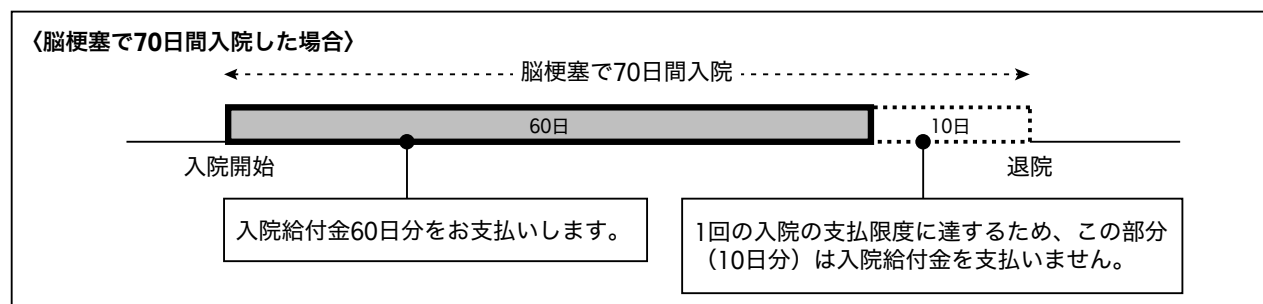 〈脳梗塞で70日間入院した場合〉
脳梗塞で70日間入院
60日
10日
入院開始
退院
入院給付金60日分をお支払いします。
1回の入院の支払限度に達するため、この部分
（10日分）は入院給付金を支払いません。